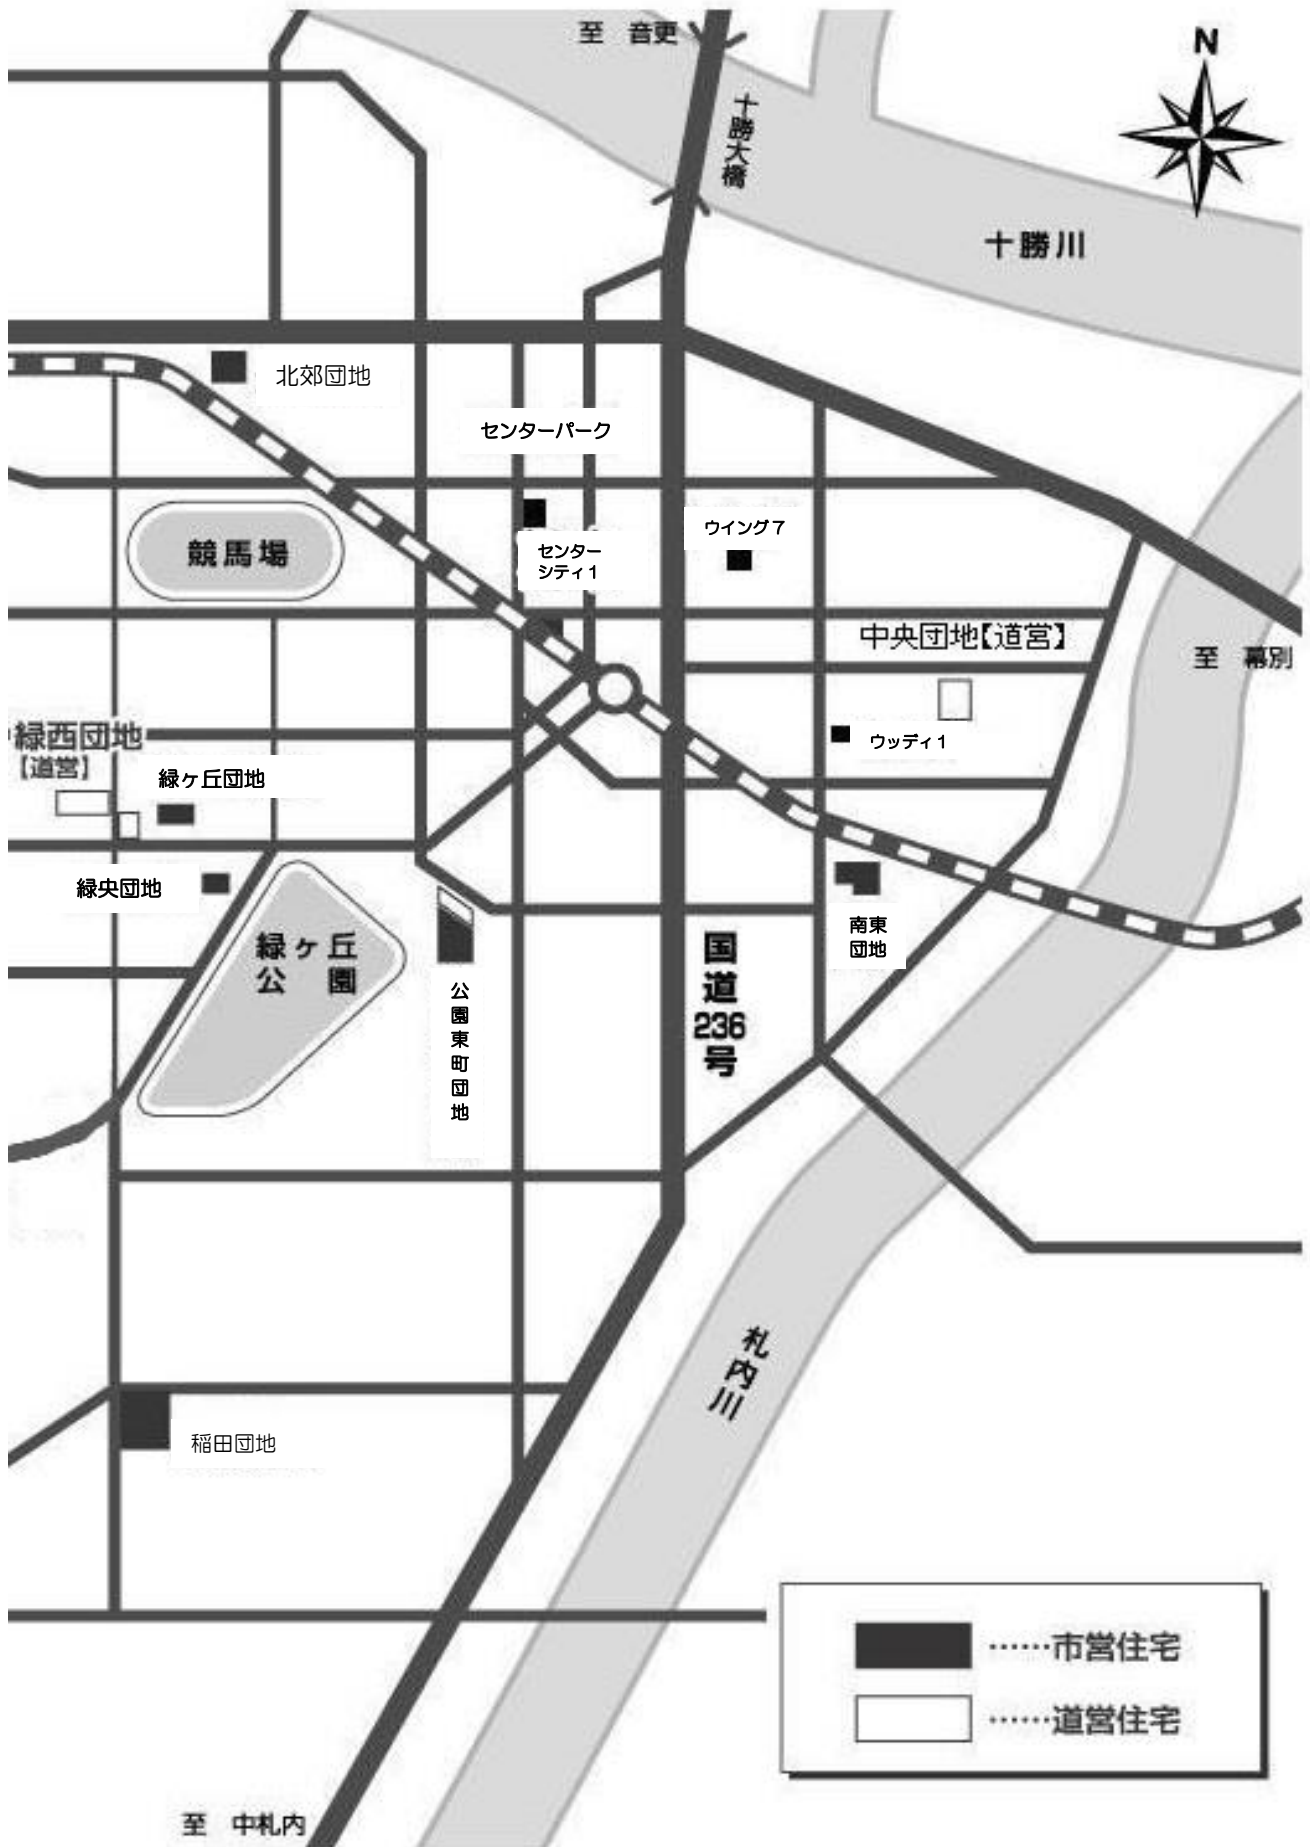 至 音更
N
十勝大橋
十勝川
北郊団地
センターパーク
ウイング7
競馬場
センター
シティ1
中央団地【道営】
至 幕別
緑西団地
【道営】
ウッディ1
緑ヶ丘団地
緑央団地
南東
団地
緑ヶ丘
公園
国道236号
公園東町団地
札内川
稲田団地
……市営住宅
……道営住宅
至 中札内